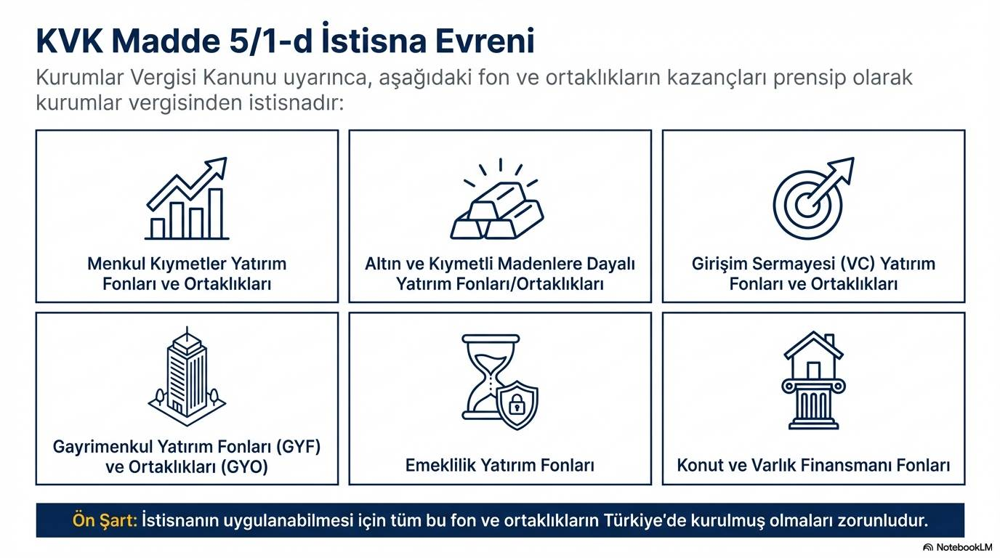 KVK Madde 5/1-d İstisna Evreni
Kurumlar Vergisi Kanunu uyarınca, aşağıdaki fon ve ortaklıkların kazançları prensip olarak
kurumlar vergisinden istisnadır:
Menkul Kıymetler Yatırım
Fonları ve Ortaklıkları
Altın ve Kıymetli Madenlere Dayalı
Yatırım Fonları/Ortaklıkları
Girişim Sermayesi (VC) Yatırım
Fonları ve Ortaklıkları
Gayrimenkul Yatırım Fonları (GYF)
ve Ortaklıkları (GYO)
Emeklilik Yatırım Fonları
Konut ve Varlık Finansmanı Fonları
Ön Şart: İstisnanın uygulanabilmesi için tüm bu fon ve ortaklıkların Türkiye'de kurulmuş olmaları zorunludur.
NotebookLM